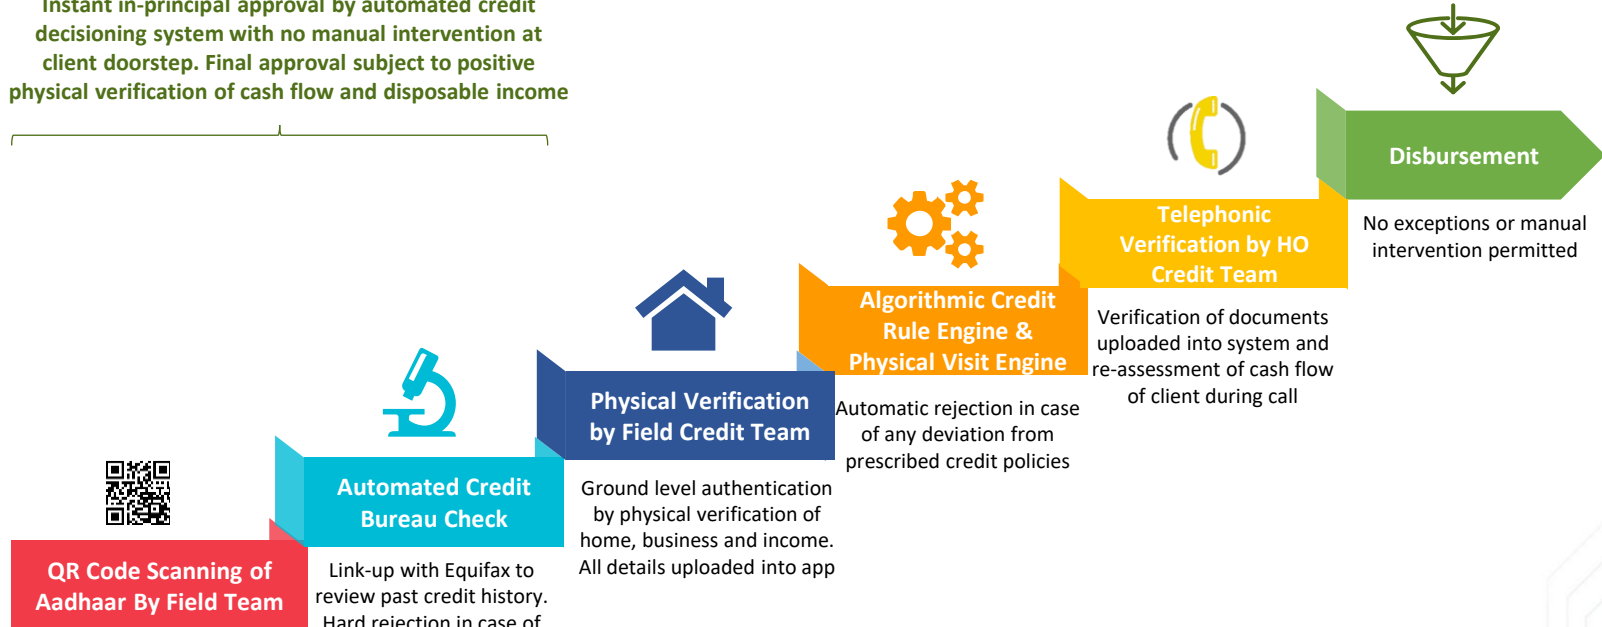 Instant in-principal approval by automated credit
decisioning system with no manual intervention at
client doorstep. Final approval subject to positive
physical verification of cash flow and disposable income
QR Code Scanning of
Aadhaar By Field Team
Automated Credit
Bureau Check
Link-up with Equifax to
review past credit history.
Hard rejection in case of
Physical Verification
by Field Credit Team
Ground level authentication
by physical verification of
home, business and income.
All details uploaded into app
Algorithmic Credit
Rule Engine &
Physical Visit Engine
Automatic rejection in case
of any deviation from
prescribed credit policies
Telephonic
Verification by HO
Credit Team
Verification of documents
uploaded into system and
re-assessment of cash flow
of client during call
Disbursement
No exceptions or manual
intervention permitted